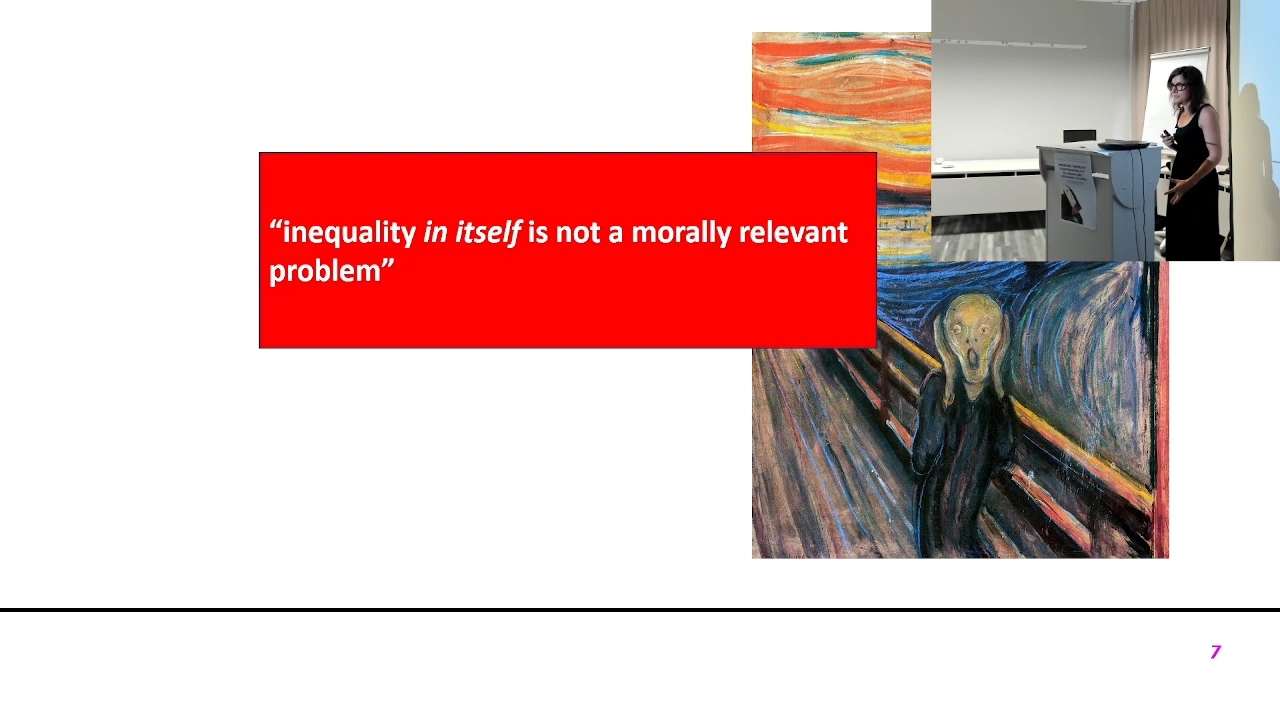 “inequality in itself is not a morally relevant
problem”
7